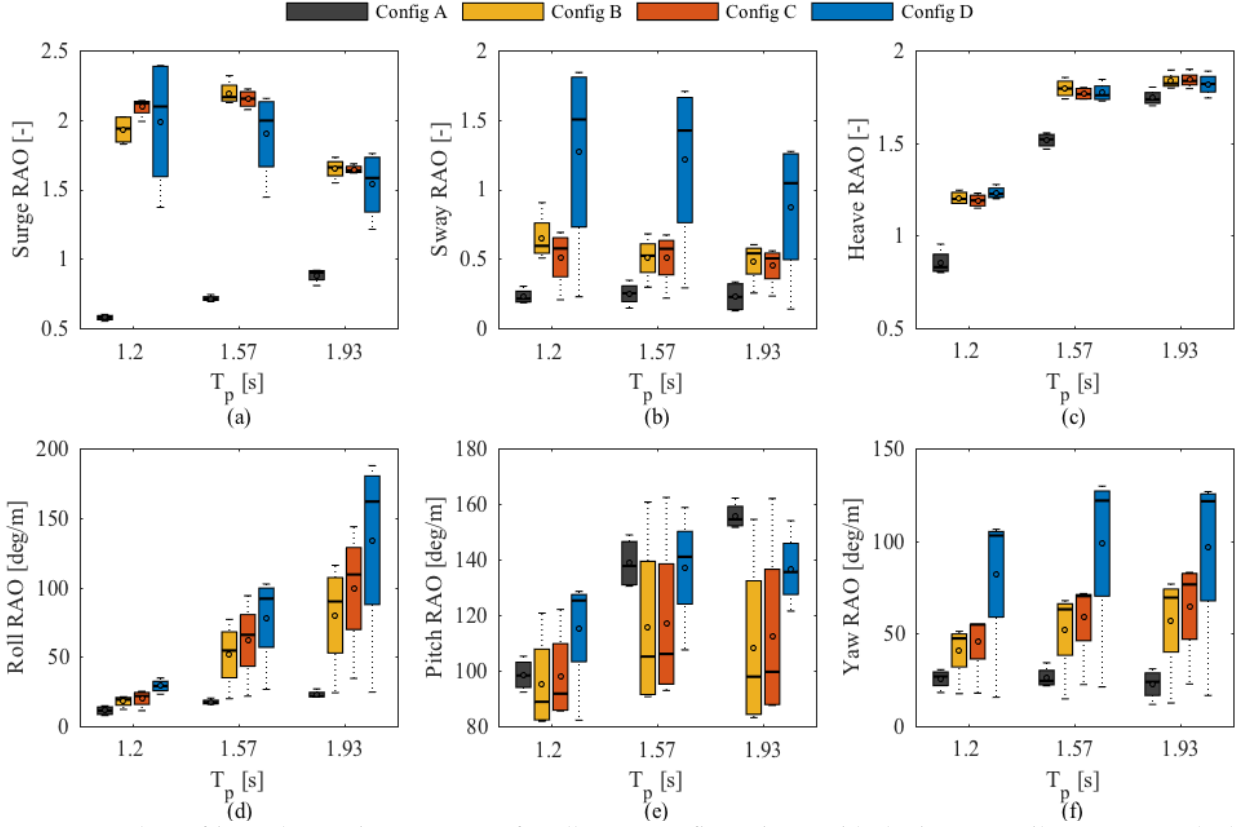 Config A Config B Config C Config D
2.5
2
1.5
1
0.5
Surge RAO [-]
1.2 1.57 1.93
T_p [s]
(a)
2
1.5
1
0.5
0
Sway RAO [-]
1.2 1.57 1.93
T_p [s]
(b)
2
1.5
1
0.5
Heave RAO [-]
1.2 1.57 1.93
T_p [s]
(c)
200
150
100
50
0
Roll RAO [deg/m]
1.2 1.57 1.93
T_p [s]
(d)
180
160
140
120
100
80
Pitch RAO [deg/m]
1.2 1.57 1.93
T_p [s]
(e)
150
100
50
0
Yaw RAO [deg/m]
1.2 1.57 1.93
T_p [s]
(f)